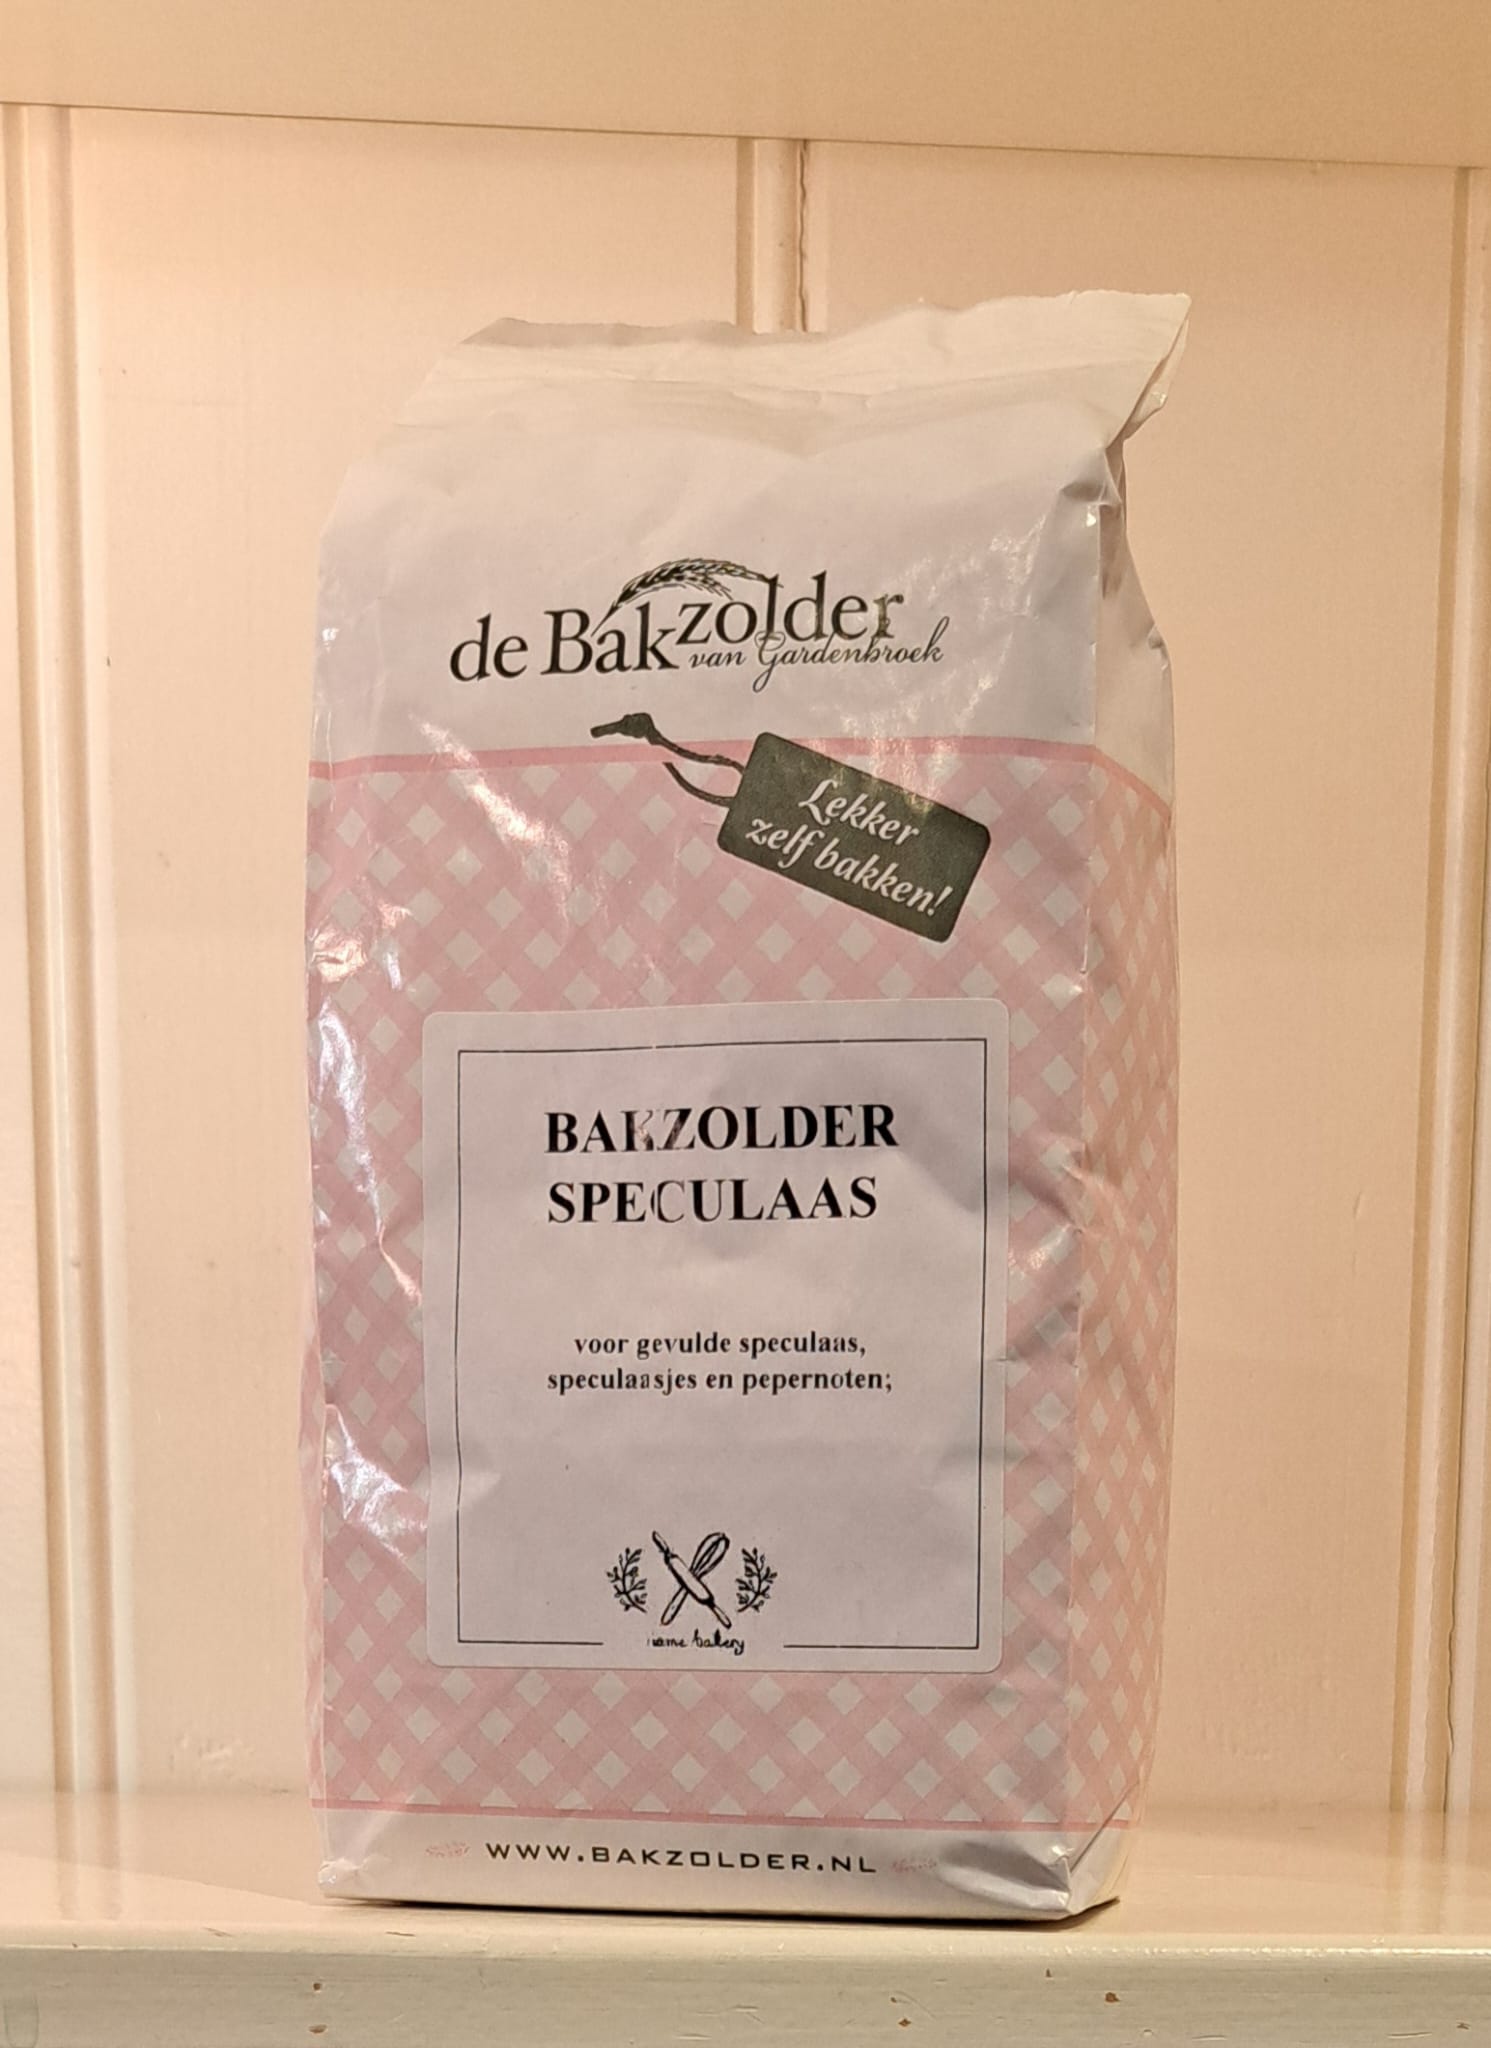 de Bakzolder
van Gardenbroek
Lekker
zelf bakken!
BAKZOLDER
SPECULAAS
voor gevulde speculaas,
speculaasjes en pepernoten;
home bakery
WWW.BAKZOLDER.NL